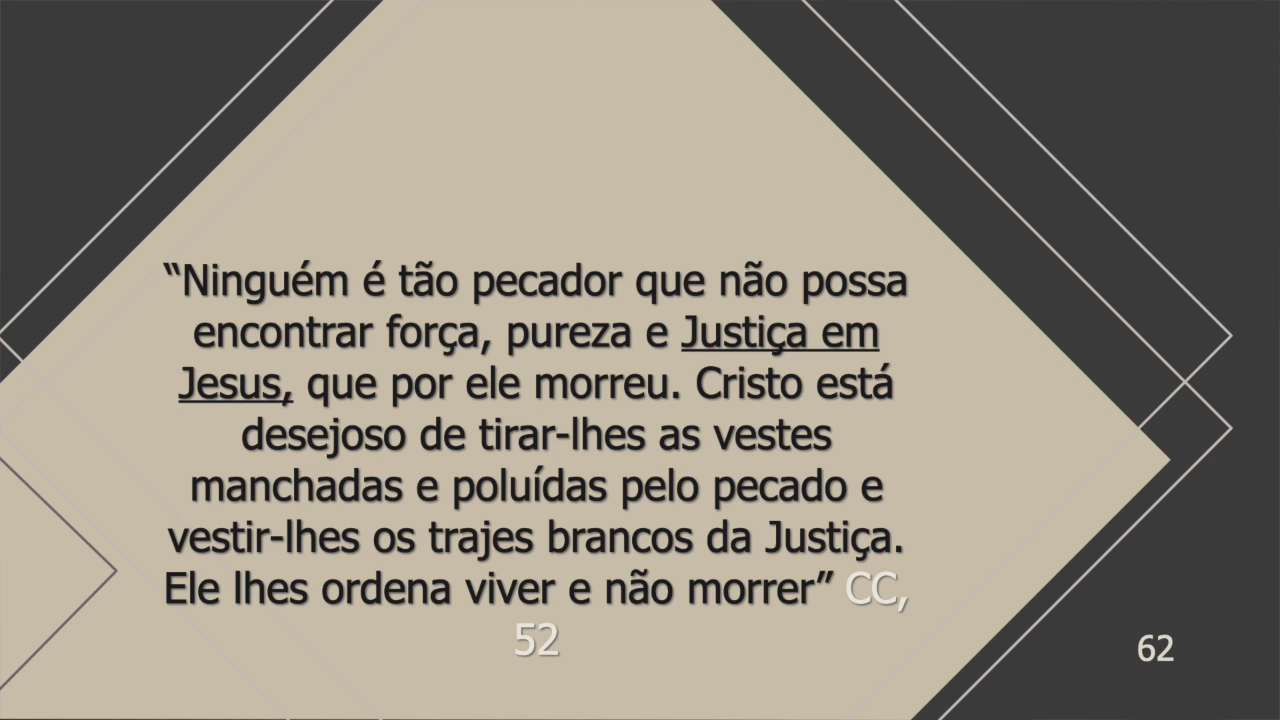 “Ninguém é tão pecador que não possa
encontrar força, pureza e Justiça em
Jesus, que por ele morreu. Cristo está
desejoso de tirar-lhes as vestes
manchadas e poluídas pelo pecado e
vestir-lhes os trajes brancos da Justiça.
Ele lhes ordena viver e não morrer” CC,
52
62